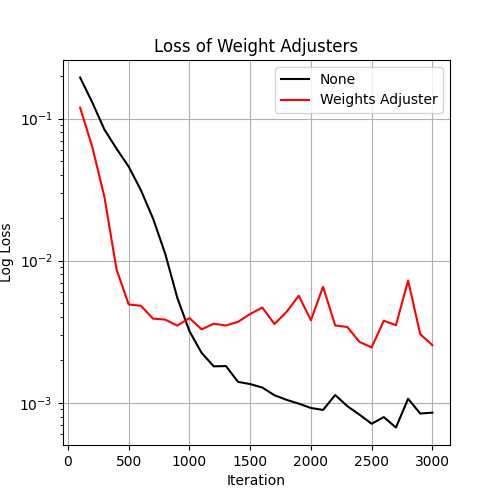 Loss of Weight Adjusters
None
Weights Adjuster
Log Loss
10⁻¹
10⁻²
10⁻³
0 500 1000 1500 2000 2500 3000
Iteration